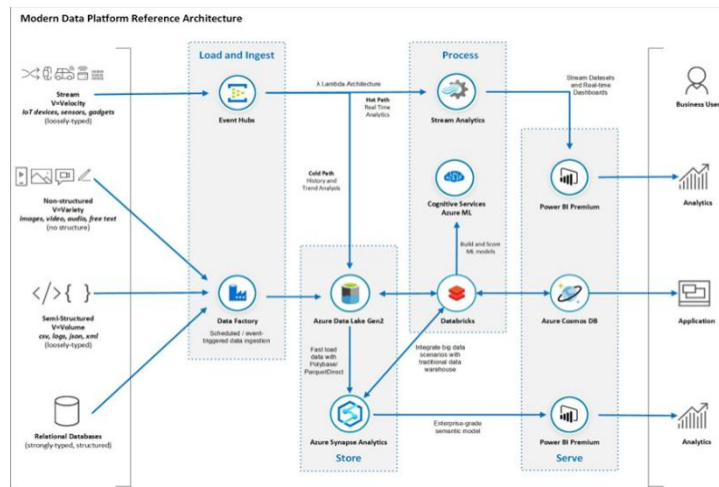 Modern Data Platform Reference Architecture
Load and Ingest
Process
Stream
V=Velocity
IoT devices, sensors, gadgets
(loosely-typed)
Event Hubs
λ Lambda Architecture
Hot Path
Real Time
Analytics
Stream Analytics
Stream Datasets
and Real-time
Dashboards
Business User
Cold Path
History and
Trend Analysis
Non-structured
V=Variety
images, video, audio, free text
(no structure)
Cognitive Services
Azure ML
Power BI Premium
Analytics
Build and Score
ML models
Semi-Structured
V=Volume
csv, logs, json, xml
(loosely-typed)
Data Factory
Scheduled / event-
triggered data ingestion
Azure Data Lake Gen2
Databricks
Azure Cosmos DB
Application
Fast load
data with
Polybase/
ParquetDirect
Integrate big data
scenarios with
traditional data
warehouse
Relational Databases
(strongly-typed, structured)
Azure Synapse Analytics
Enterprise-grade
semantic model
Power BI Premium
Analytics
Store
Serve